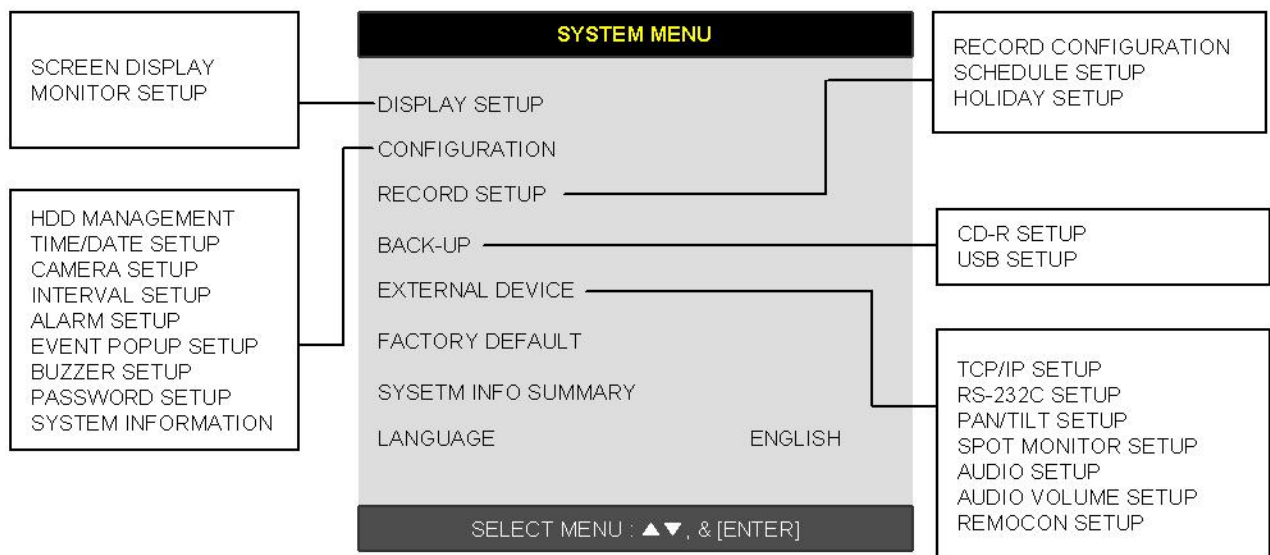 SYSTEM MENU
SCREEN DISPLAY
MONITOR SETUP
HDD MANAGEMENT
TIME/DATE SETUP
CAMERA SETUP
INTERVAL SETUP
ALARM SETUP
EVENT POPUP SETUP
BUZZER SETUP
PASSWORD SETUP
SYSTEM INFORMATION
DISPLAY SETUP
CONFIGURATION
RECORD SETUP
BACK-UP
EXTERNAL DEVICE
FACTORY DEFAULT
SYSETM INFO SUMMARY
LANGUAGE ENGLISH
SELECT MENU : ▲▼, & [ENTER]
RECORD CONFIGURATION
SCHEDULE SETUP
HOLIDAY SETUP
CD-R SETUP
USB SETUP
TCP/IP SETUP
RS-232C SETUP
PAN/TILT SETUP
SPOT MONITOR SETUP
AUDIO SETUP
AUDIO VOLUME SETUP
REMOCON SETUP